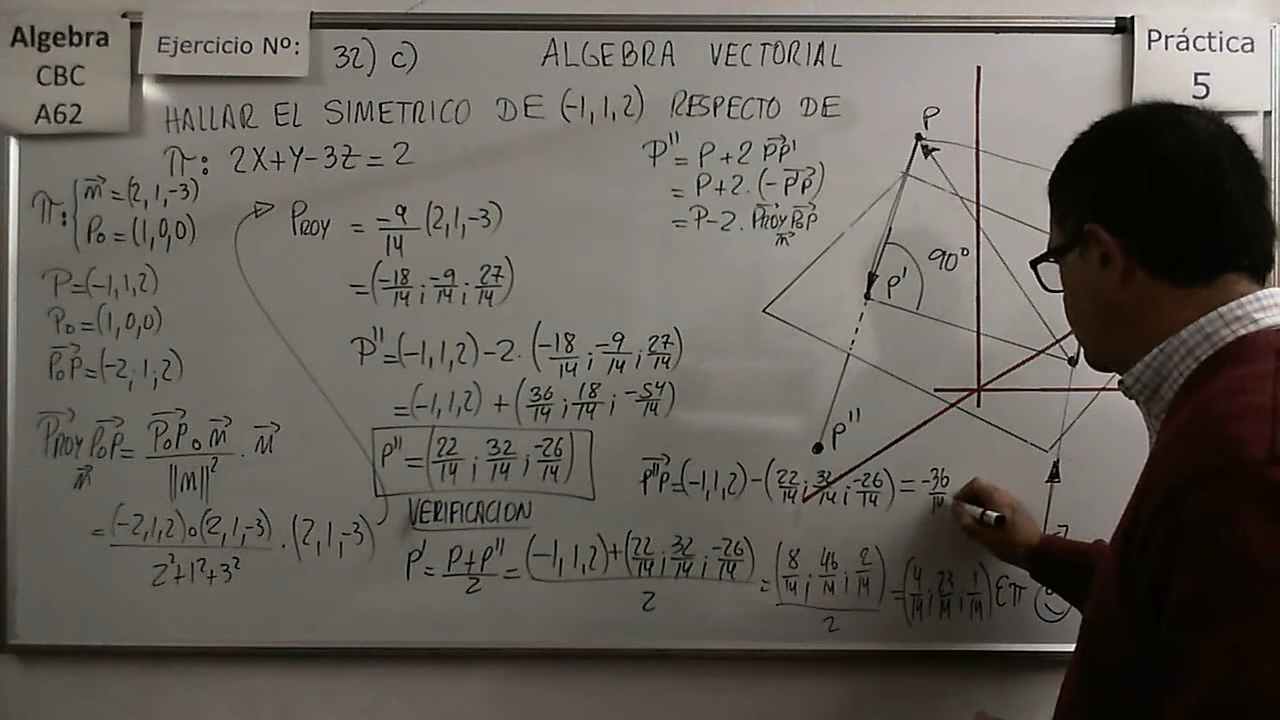 Algebra
CBC
A62
Ejercicio Nº:
32) c)
ALGEBRA VECTORIAL
Práctica
5
HALLAR EL SIMETRICO DE (-1,1,2) RESPECTO DE
π: 2X+Y-3Z=2
π: { m⃗ = (2,1,-3)
P₀ = (1,0,0)
P=(-1,1,2)
P₀=(1,0,0)
P₀P⃗=(-2,1,2)
PROY P₀P⃗ = P₀P⃗ o m⃗ / ||m||² . m⃗
m⃗
= (-2,1,2)o(2,1,-3) / 2²+1²+3² . (2,1,-3)
PROY = -9/14 (2,1,-3)
= (-18/14 ; -9/14 ; 27/14)
P''=(-1,1,2)-2.(-18/14 ; -9/14 ; 27/14)
=(-1,1,2) + (36/14 ; 18/14 ; -54/14)
P'' = (22/14 ; 32/14 ; -26/14)
VERIFICACION
P' = P+P''/2 = (-1,1,2)+(22/14 ; 32/14 ; -26/14) / 2 = (8/14 ; 46/14 ; 2/14) / 2 = (4/14 ; 23/14 ; 1/14) ∈ π
P'' = P+2 PP'⃗
= P+2.(-P'P⃗)
= P-2. PROY P₀P⃗
m⃗
P
90°
P'
P''
P''P⃗=(-1,1,2)-(22/14 ; 32/14 ; -26/14) = -36/14